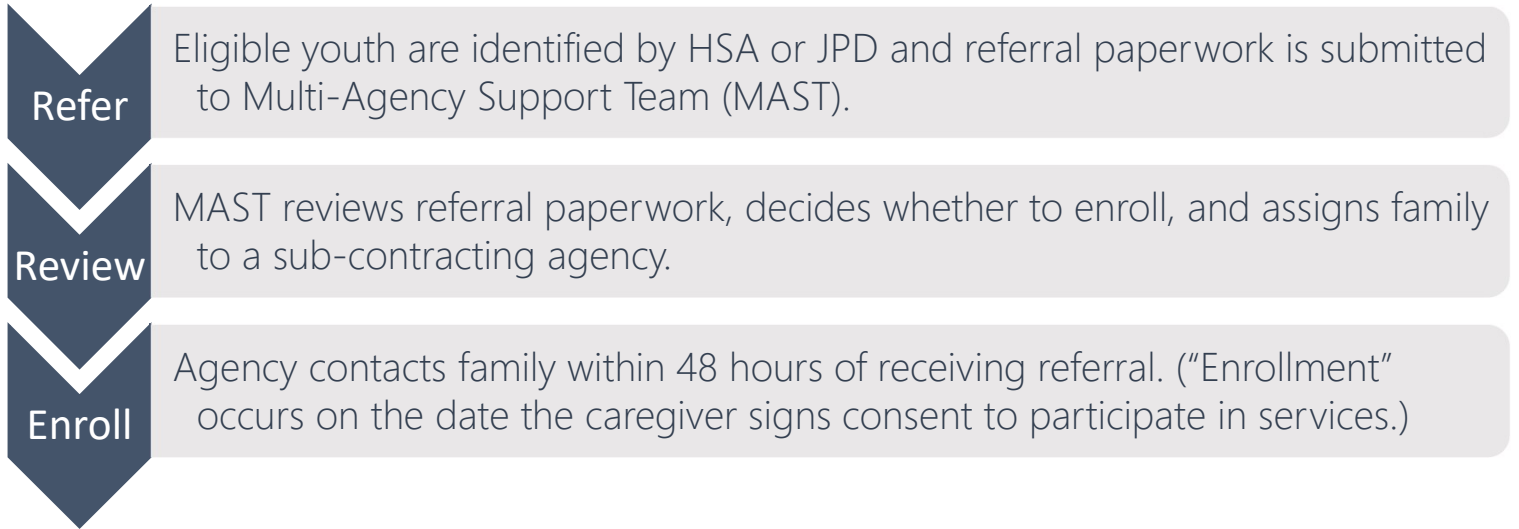 Refer
Eligible youth are identified by HSA or JPD and referral paperwork is submitted
to Multi-Agency Support Team (MAST).
Review
MAST reviews referral paperwork, decides whether to enroll, and assigns family
to a sub-contracting agency.
Enroll
Agency contacts family within 48 hours of receiving referral. (“Enrollment”
occurs on the date the caregiver signs consent to participate in services.)